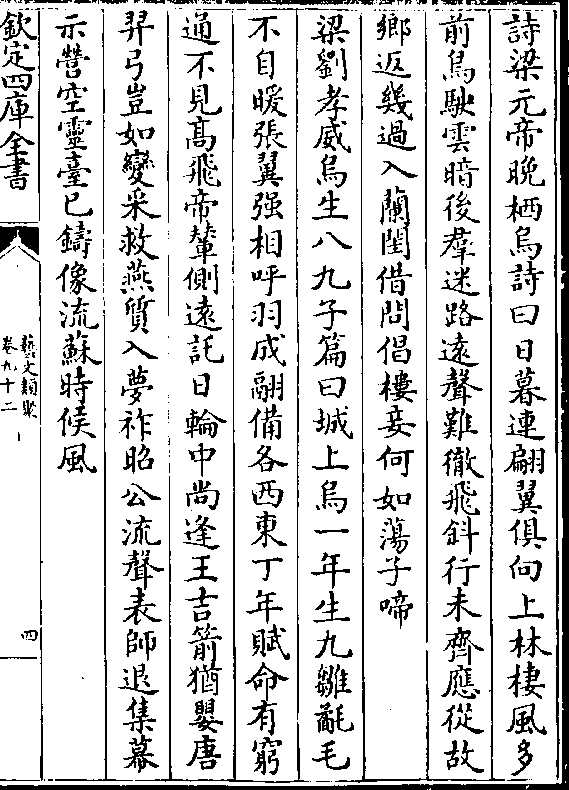 詩梁元帝晩栖烏詩曰日暮連翩翼俱向上林棲風多
前烏駛雲暗後羣迷路遠聲難徹飛斜行未齊應從故
鄉返幾過入蘭閨借問倡樓妾何如蕩子啼
梁劉孝威烏生八九子篇曰城上烏一年生九雛氄毛
不自暖張翼强相呼羽成翮備各西東丁年賦命有窮
通不見髙飛帝輦側遠託日輪中尚逢王吉箭猶嬰唐
羿弓豈如變采救燕質入夢祚昭公流聲表師退集幕
示營空靈臺已鑄像流蘇時候風
欽定四庫全書
藝文類聚
卷九十二
四